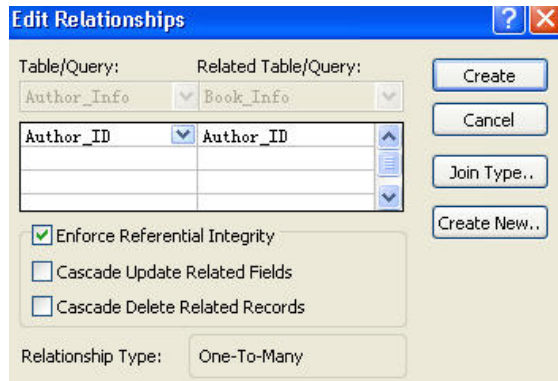 Edit Relationships
Table/Query: Related Table/Query:
Author_Info Book_Info
Author_ID Author_ID
Enforce Referential Integrity
Cascade Update Related Fields
Cascade Delete Related Records
Relationship Type: One-To-Many
Create
Cancel
Join Type..
Create New..